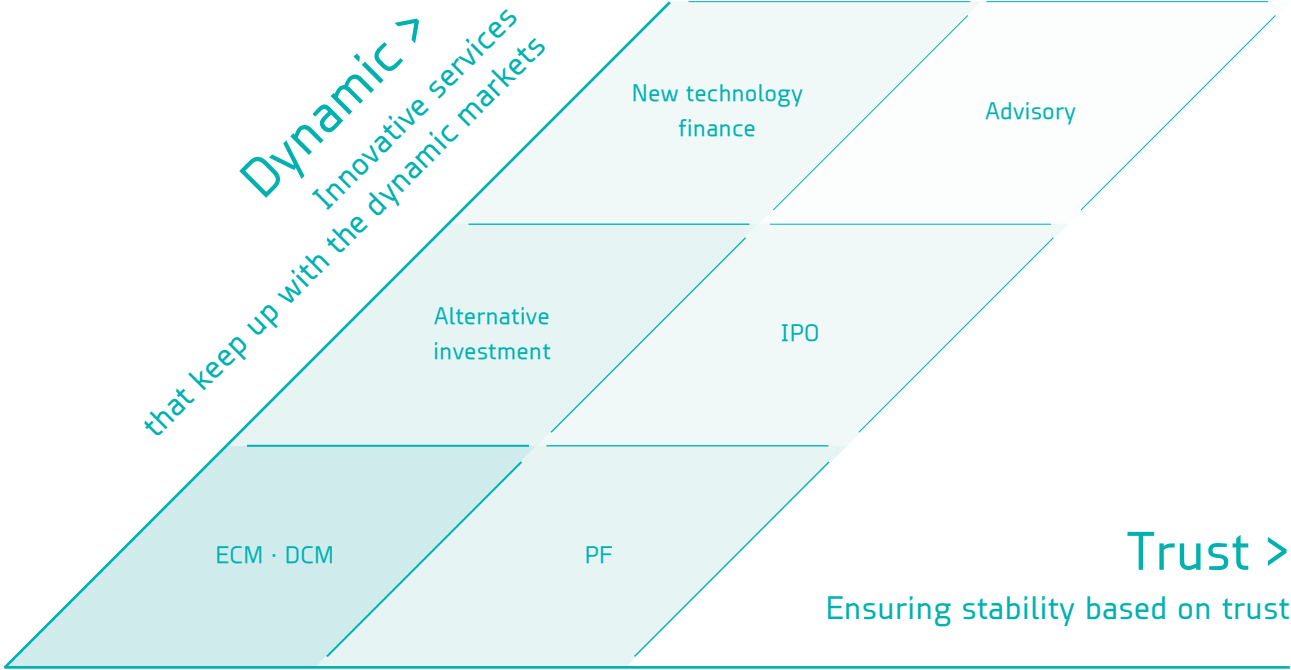 Dynamic >
Innovative services
that keep up with the dynamic markets
New technology
finance
Advisory
Alternative
investment
IPO
ECM · DCM
PF
Trust >
Ensuring stability based on trust